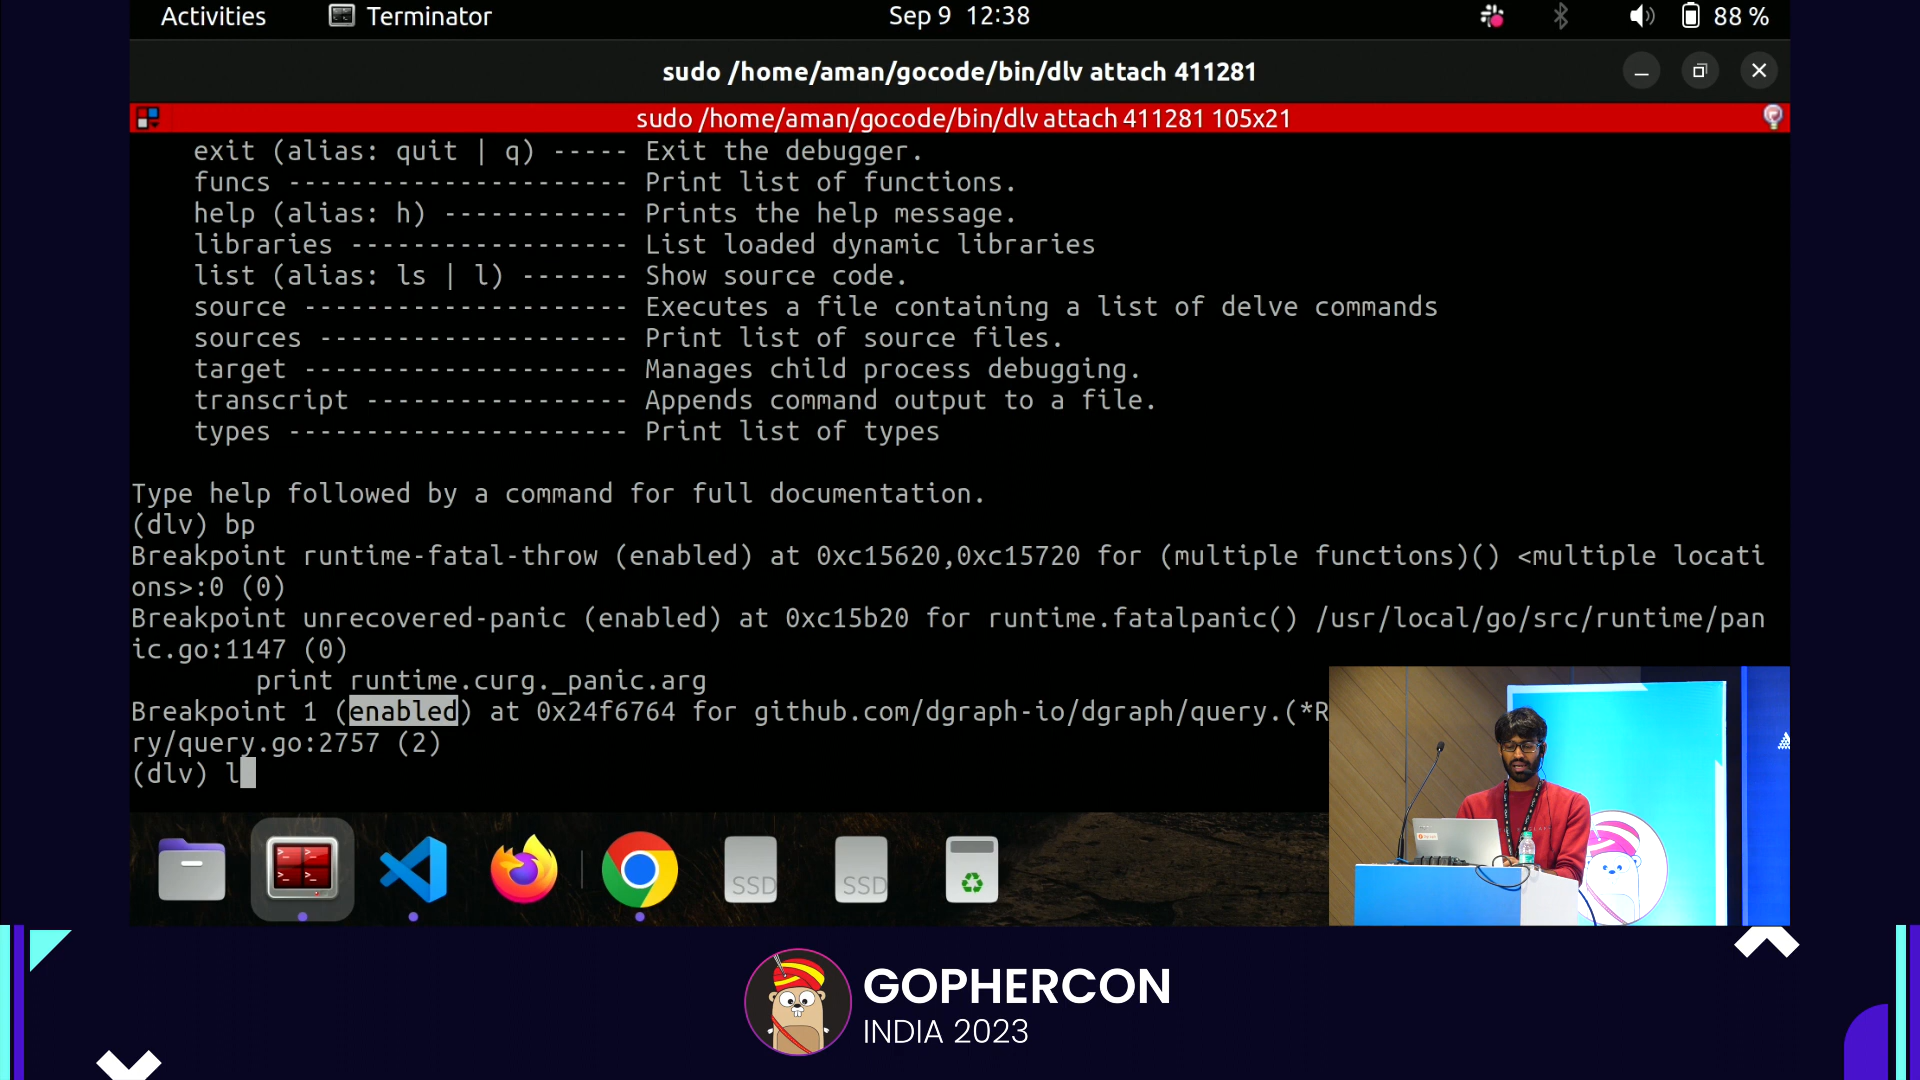 Activities
Terminator
Sep 9 12:38
88 %
sudo /home/aman/gocode/bin/dlv attach 411281
sudo /home/aman/gocode/bin/dlv attach 411281 105x21
exit (alias: quit | q) ----- Exit the debugger.
funcs ---------------------- Print list of functions.
help (alias: h) ------------ Prints the help message.
libraries ------------------ List loaded dynamic libraries
list (alias: ls | l) ------- Show source code.
source --------------------- Executes a file containing a list of delve commands
sources -------------------- Print list of source files.
target --------------------- Manages child process debugging.
transcript ----------------- Appends command output to a file.
types ---------------------- Print list of types
Type help followed by a command for full documentation.
(dlv) bp
Breakpoint runtime-fatal-throw (enabled) at 0xc15620,0xc15720 for (multiple functions)() <multiple locati
ons>:0 (0)
Breakpoint unrecovered-panic (enabled) at 0xc15b20 for runtime.fatalpanic() /usr/local/go/src/runtime/pan
ic.go:1147 (0)
print runtime.curg._panic.arg
Breakpoint 1 (enabled) at 0x24f6764 for github.com/dgraph-io/dgraph/query.(*R
ry/query.go:2757 (2)
(dlv) l
SSD
SSD
GOPHERCON
INDIA 2023